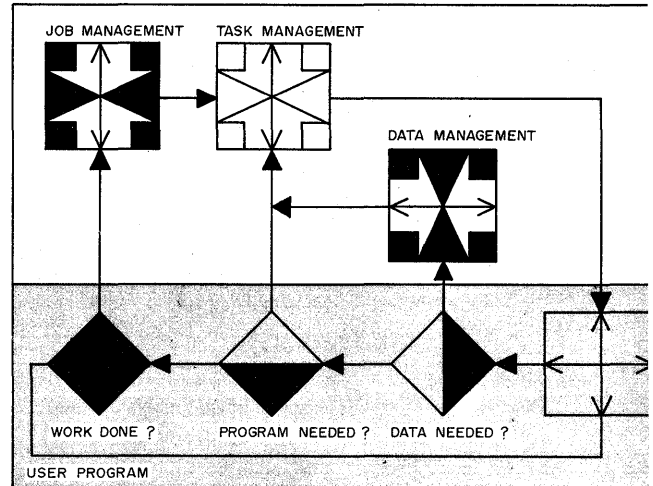 JOB MANAGEMENT
TASK MANAGEMENT
DATA MANAGEMENT
WORK DONE ?
PROGRAM NEEDED ?
DATA NEEDED ?
USER PROGRAM